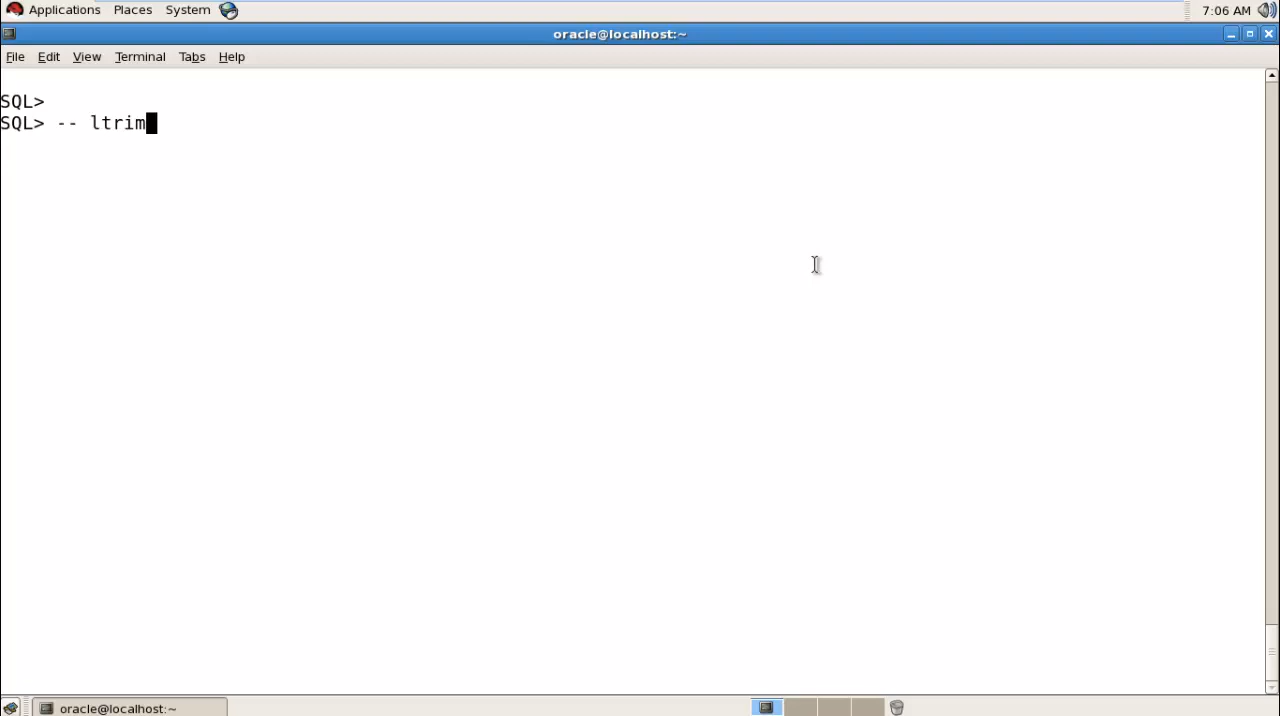 Applications Places System 7:06 AM
oracle@localhost:~
File Edit View Terminal Tabs Help
SQL>
SQL> -- ltrim
oracle@localhost:~